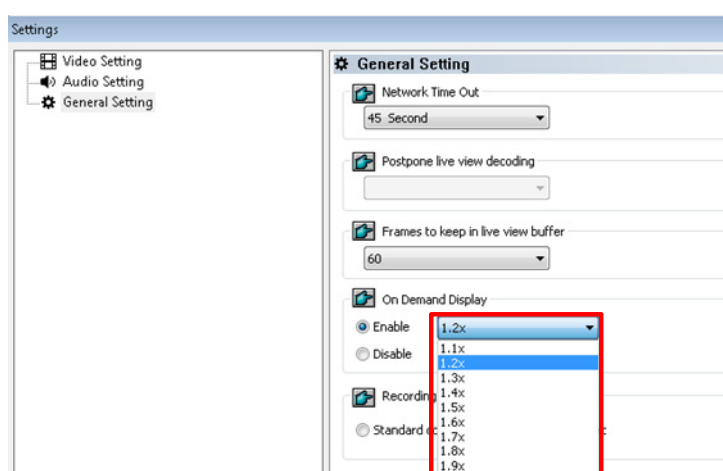 Settings
Video Setting
Audio Setting
General Setting
General Setting
Network Time Out
45 Second
Postpone live view decoding
Frames to keep in live view buffer
60
On Demand Display
Enable
1.2x
Disable
1.1x
1.2x
1.3x
1.4x
1.5x
1.6x
1.7x
1.8x
1.9x
Recording
Standard